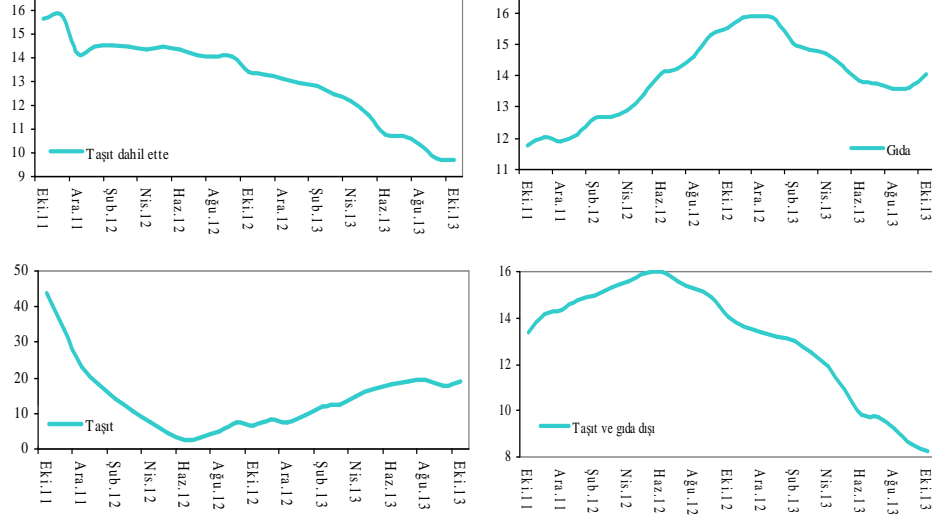 16
15
14
13
12
11
10
9
Taşıt dahil ette
Eki.11
Ara.11
Şub.12
Nis.12
Haz.12
Ağu.12
Eki.12
Ara.12
Şub.13
Nis.13
Haz.13
Ağu.13
Eki.13
16
15
14
13
12
11
Gıda
Eki.11
Ara.11
Şub.12
Nis.12
Haz.12
Ağu.12
Eki.12
Ara.12
Şub.13
Nis.13
Haz.13
Ağu.13
Eki.13
50
40
30
20
10
0
Taşıt
Eki.11
Ara.11
Şub.12
Nis.12
Haz.12
Ağu.12
Eki.12
Ara.12
Şub.13
Nis.13
Haz.13
Ağu.13
Eki.13
16
14
12
10
8
Taşıt ve gıda dışı
Eki.11
Ara.11
Şub.12
Nis.12
Haz.12
Ağu.12
Eki.12
Ara.12
Şub.13
Nis.13
Haz.13
Ağu.13
Eki.13